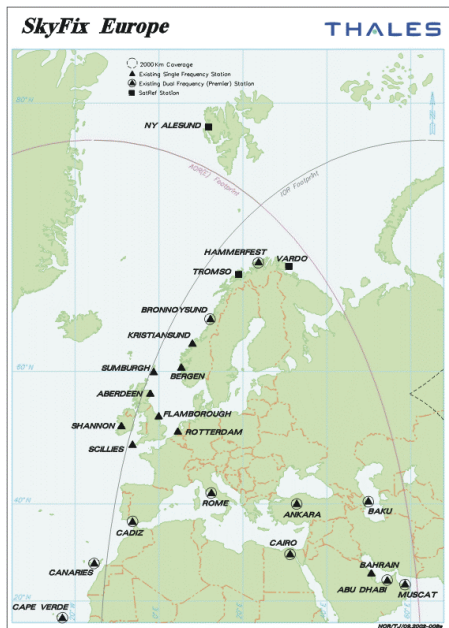 SkyFix Europe
THALES
2000 Km Coverage
Existing Single Frequency Station
Existing Dual Frequency (Premier) Station
SatRef Station
80°N
NY ALESUND
AOR(E) Footprint
IOR Footprint
HAMMERFEST
VARDO
TROMSO
BRONNOYSUND
KRISTIANSUND
SUMBURGH
60°N
BERGEN
ABERDEEN
FLAMBOROUGH
SHANNON
ROTTERDAM
SCILLIES
40°N
ROME
ANKARA
BAKU
CADIZ
CAIRO
CANARIES
BAHRAIN
ABU DHABI
MUSCAT
20°N
CAPE VERDE